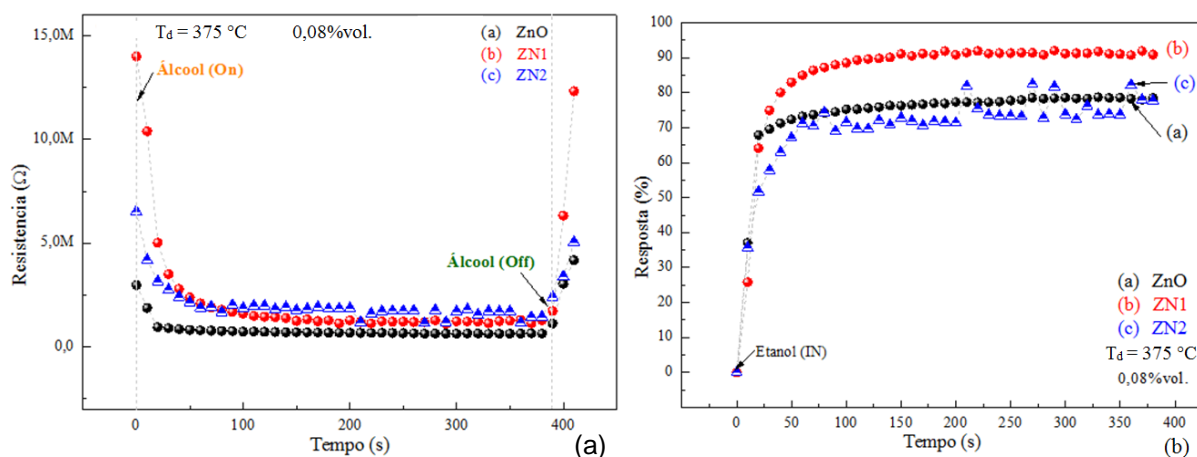 T_d = 375 °C 0,08%vol.
(a) ZnO
(b) ZN1
(c) ZN2
Álcool (On)
Álcool (Off)
15,0M
10,0M
5,0M
0,0
Resistencia (Ω)
0 100 200 300 400
Tempo (s)
(a)
100
90
80
70
60
50
40
30
20
10
0
Resposta (%)
(b)
(c)
(a)
Etanol (IN)
(a) ZnO
(b) ZN1
(c) ZN2
T_d = 375 °C
0,08%vol.
0 50 100 150 200 250 300 350 400
Tempo (s)
(b)